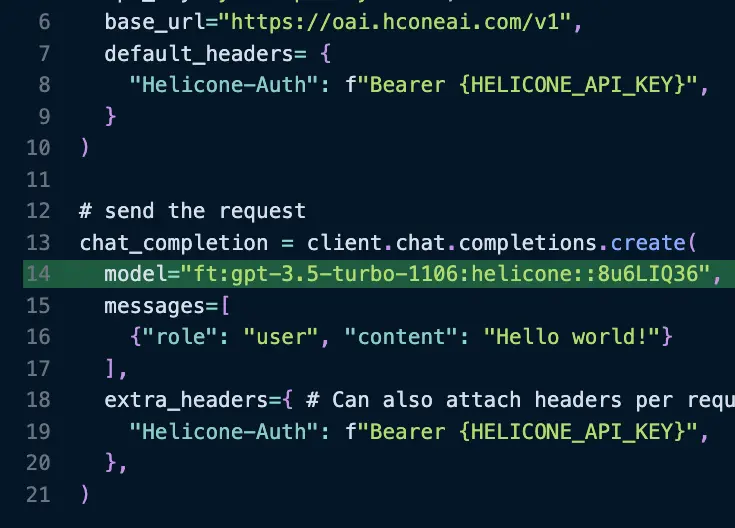 6 base_url="https://oai.hconeai.com/v1",
7 default_headers= {
8 "Helicone-Auth": f"Bearer {HELICONE_API_KEY}",
9 }
10 )
11
12 # send the request
13 chat_completion = client.chat.completions.create(
14 model="ft:gpt-3.5-turbo-1106:helicone::8u6LIQ36",
15 messages=[
16 {"role": "user", "content": "Hello world!"}
17 ],
18 extra_headers={ # Can also attach headers per requ
19 "Helicone-Auth": f"Bearer {HELICONE_API_KEY}",
20 },
21 )